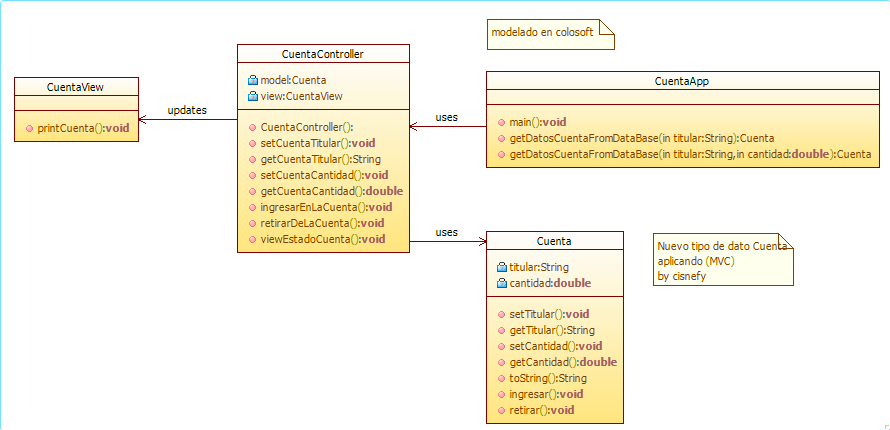 modelado en colosoft
CuentaView
printCuenta():void
updates
CuentaController
model:Cuenta
view:CuentaView
CuentaController():
setCuentaTitular():void
getCuentaTitular():String
setCuentaCantidad():void
getCuentaCantidad():double
ingresarEnLaCuenta():void
retirarDeLaCuenta():void
viewEstadoCuenta():void
uses
CuentaApp
main():void
getDatosCuentaFromDataBase(in titular:String):Cuenta
getDatosCuentaFromDataBase(in titular:String,in cantidad:double):Cuenta
uses
Cuenta
titular:String
cantidad:double
setTitular():void
getTitular():String
setCantidad():void
getCantidad():double
toString():String
ingresar():void
retirar():void
Nuevo tipo de dato Cuenta
aplicando (MVC)
by cisnefy